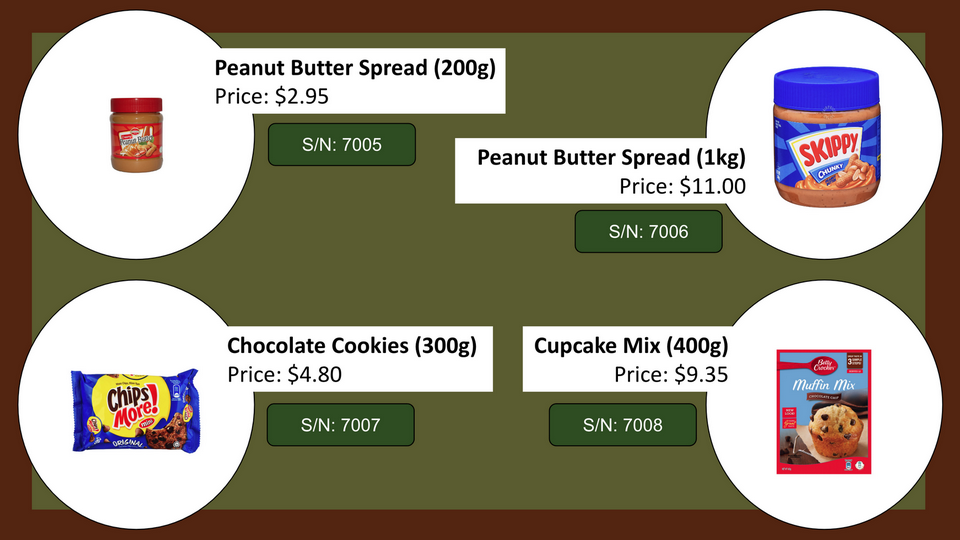 Peanut Butter Spread (200g)
Price: $2.95
S/N: 7005
Peanut Butter Spread (1kg)
Price: $11.00
S/N: 7006
SKIPPY
CHUNKY
Chocolate Cookies (300g)
Price: $4.80
S/N: 7007
Chips
More!
ORIGINAL
Cupcake Mix (400g)
Price: $9.35
S/N: 7008
Betty
Crocker
Muffin Mix
CHOCOLATE CHIP